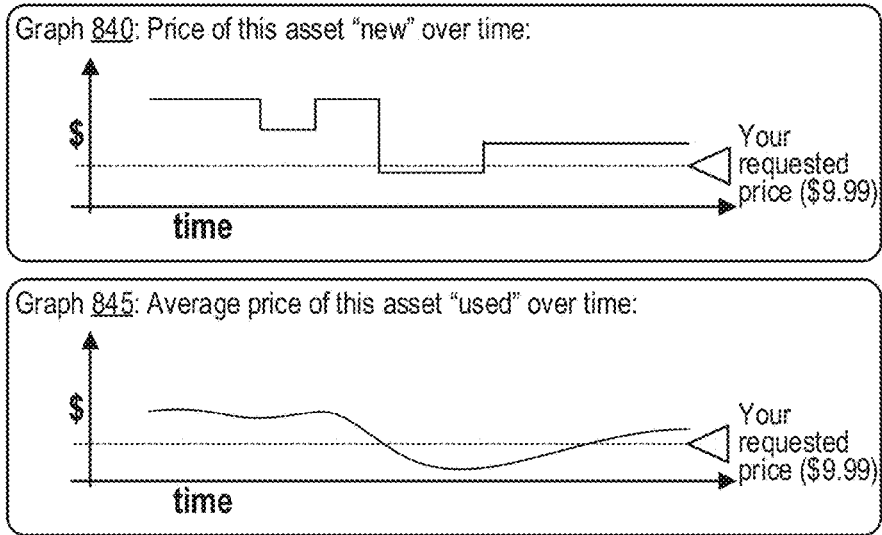 Graph 840: Price of this asset “new” over time:
$
Your
requested
price ($9.99)
time
Graph 845: Average price of this asset “used” over time:
$
Your
requested
price ($9.99)
time